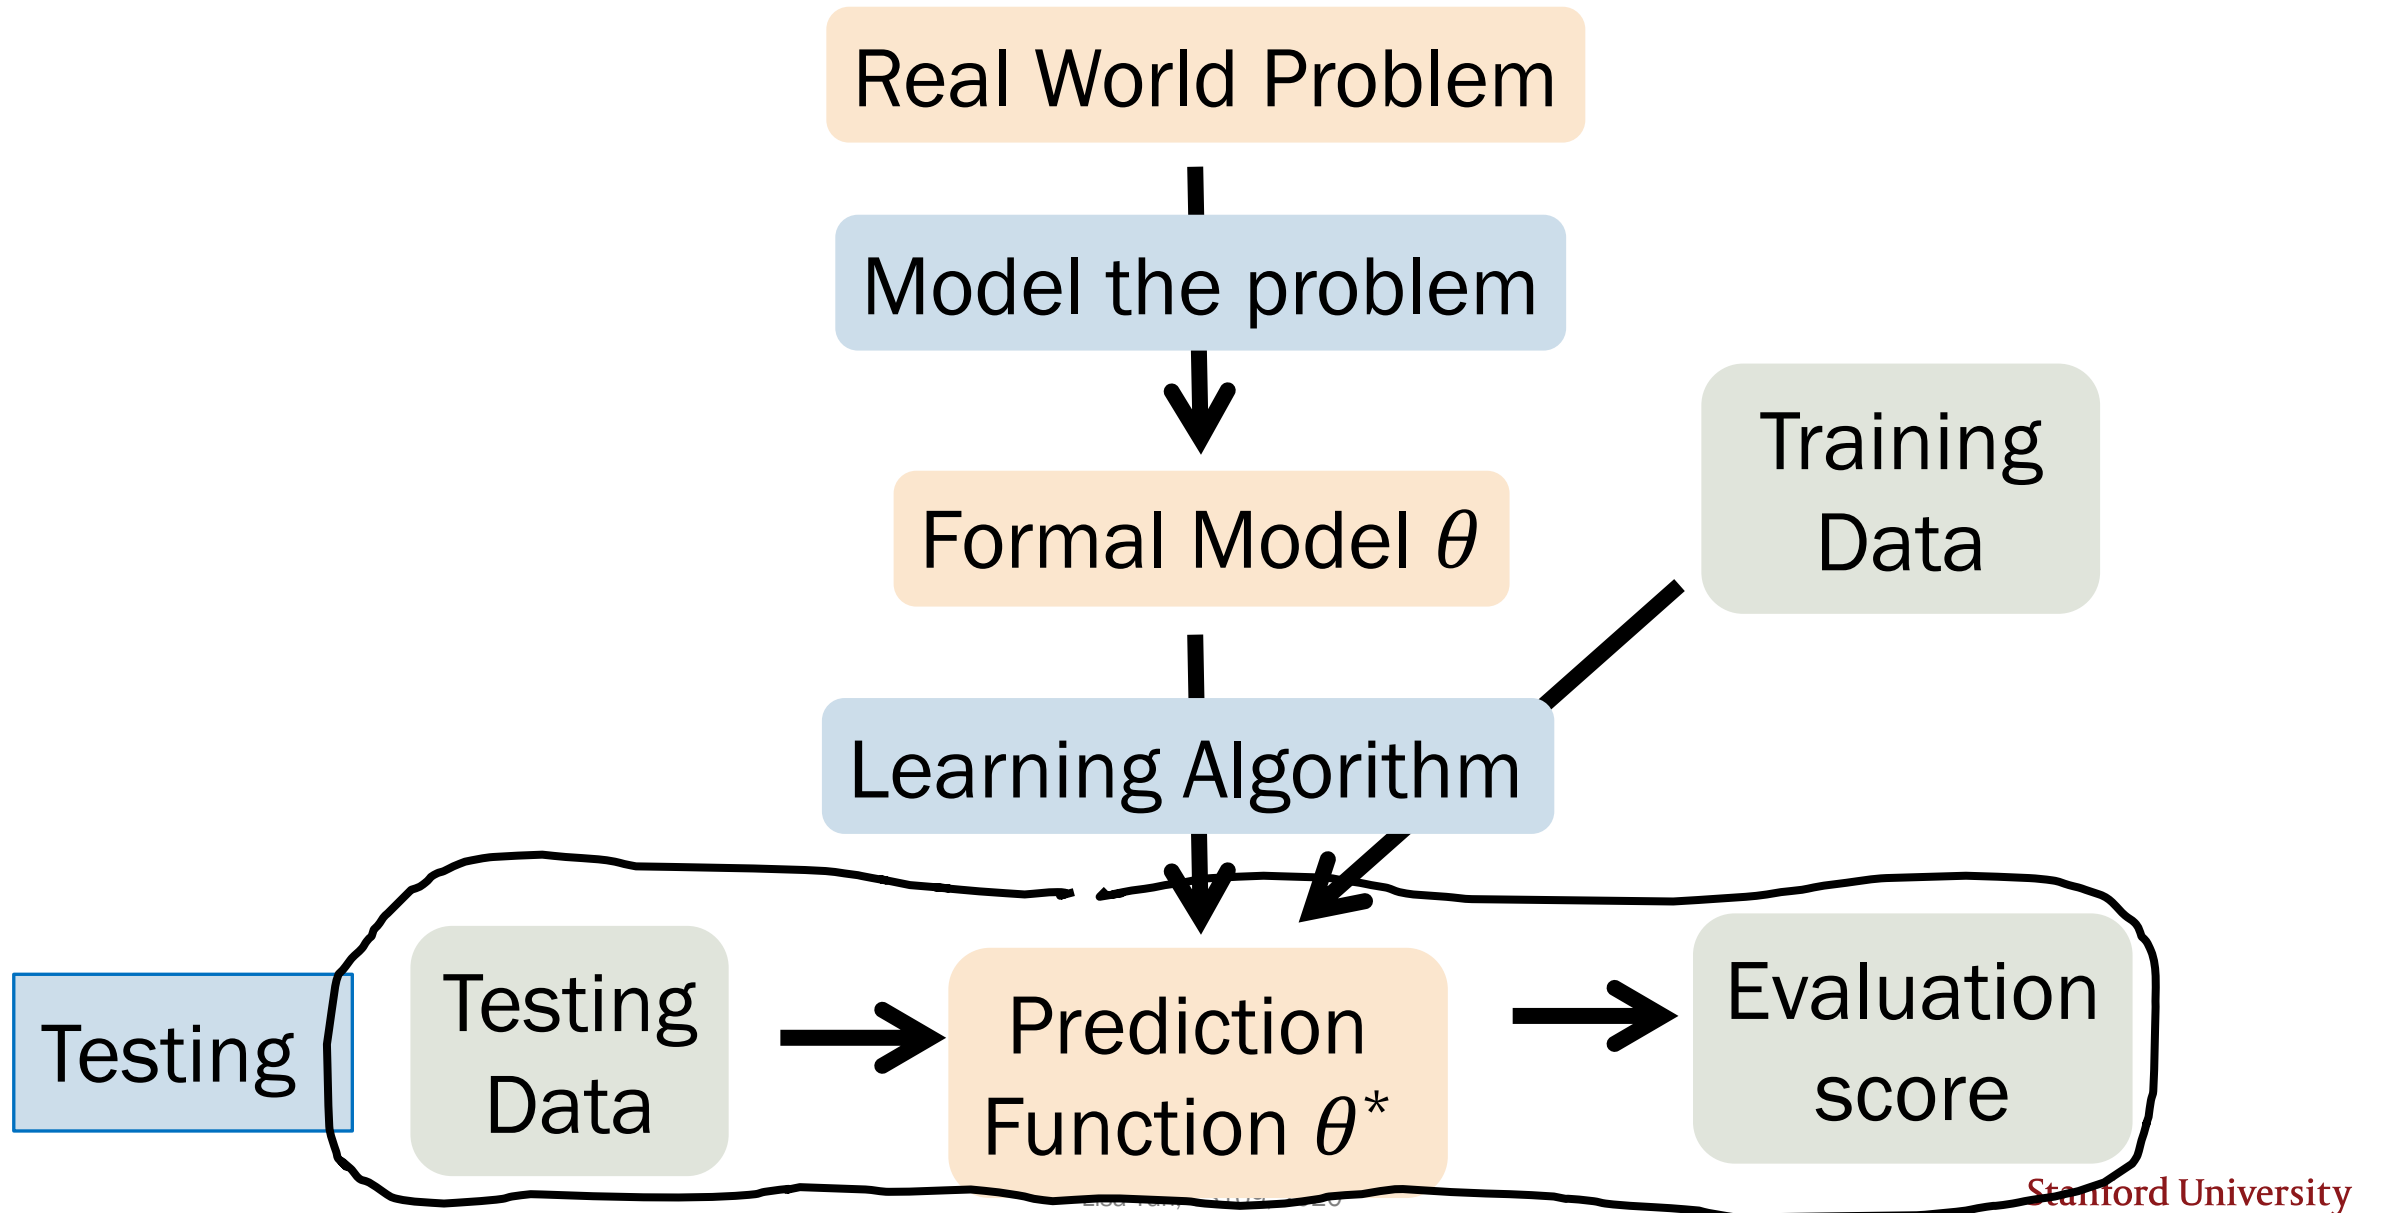 Real World Problem
Model the problem
Training
Data
Formal Model θ
Learning Algorithm
Testing
Testing
Data
Prediction
Function θ*
Evaluation
score
Stanford University